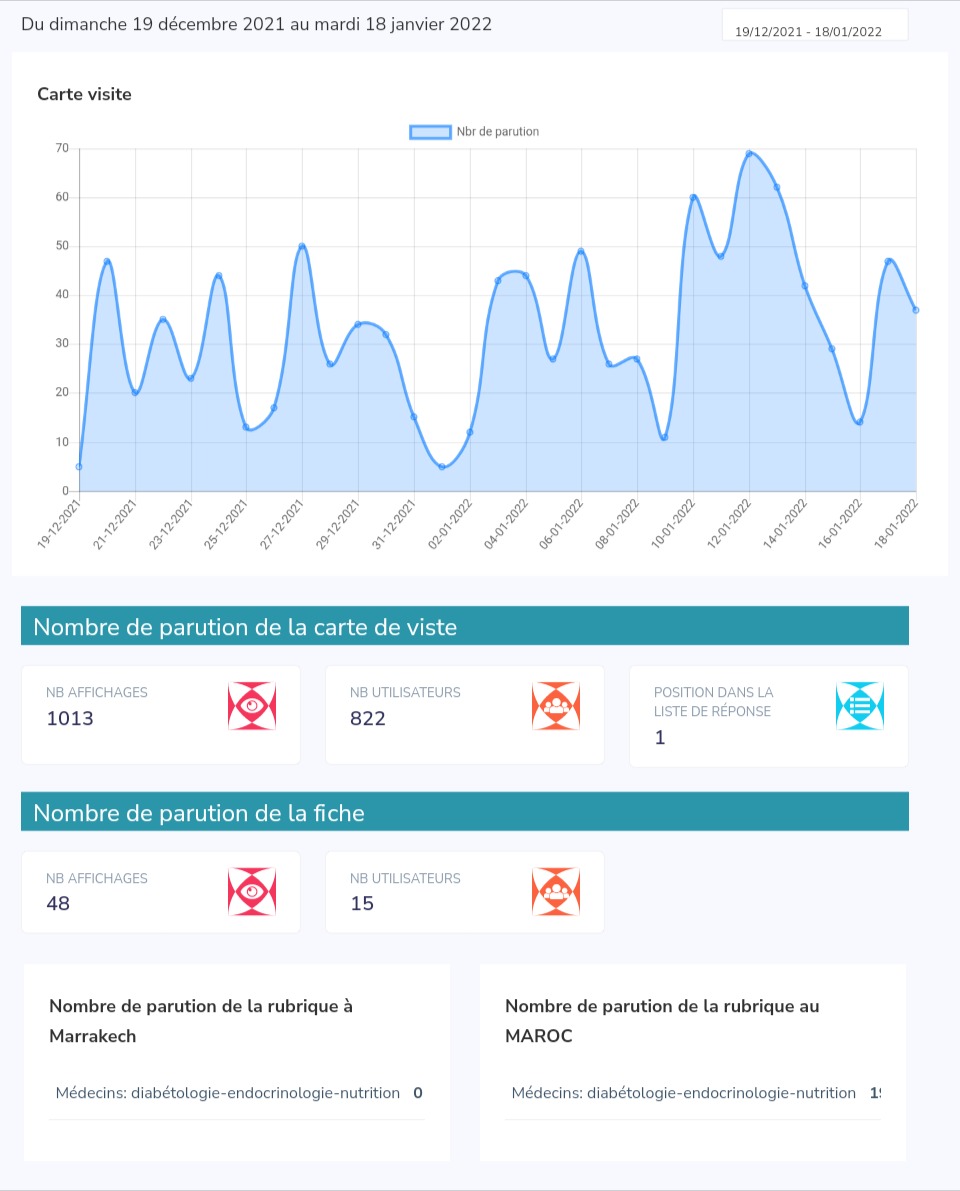 Du dimanche 19 décembre 2021 au mardi 18 janvier 2022
19/12/2021 - 18/01/2022
Carte visite
Nbr de parution
70
60
50
40
30
20
10
0
19-12-2021
21-12-2021
23-12-2021
25-12-2021
27-12-2021
29-12-2021
31-12-2021
02-01-2022
04-01-2022
06-01-2022
08-01-2022
10-01-2022
12-01-2022
14-01-2022
16-01-2022
18-01-2022
Nombre de parution de la carte de viste
NB AFFICHAGES
1013
NB UTILISATEURS
822
POSITION DANS LA
LISTE DE RÉPONSE
1
Nombre de parution de la fiche
NB AFFICHAGES
48
NB UTILISATEURS
15
Nombre de parution de la rubrique à
Marrakech
Médecins: diabétologie-endocrinologie-nutrition 0
Nombre de parution de la rubrique au
MAROC
Médecins: diabétologie-endocrinologie-nutrition